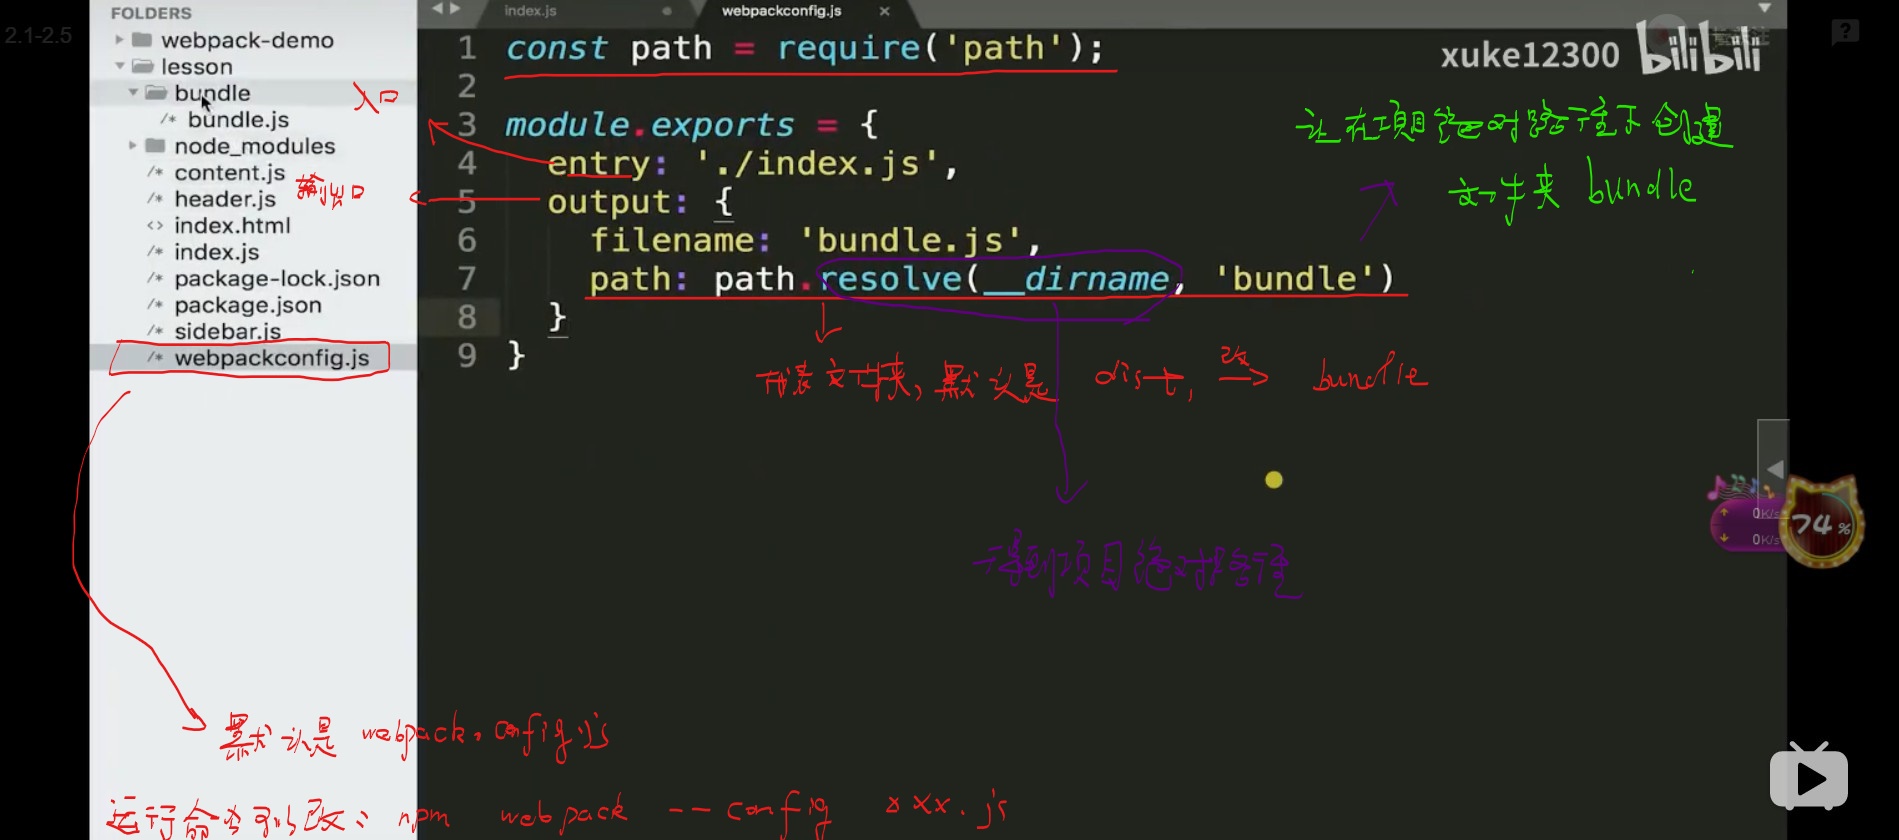 2.1-2.5
FOLDERS
webpack-demo
lesson
bundle
/* bundle.js
node_modules
/* content.js
/* header.js
<> index.html
/* index.js
/* package-lock.json
/* package.json
/* sidebar.js
/* webpackconfig.js
入口
输出口
index.js
webpackconfig.js ×
1 const path = require('path');
2
3 module.exports = {
4 entry: './index.js',
5 output: {
6 filename: 'bundle.js',
7 path: path.resolve(__dirname, 'bundle')
8 }
9 }
xuke12300 bilibili
让在项目绝对路径下创建
文件夹 bundle
文件夹,默认是 dist, 改 bundle
得到项目绝对路径
0K/s
0K/s
74%
默认是 webpack.config.js
运行命令可以改: npm webpack --config xxx.js